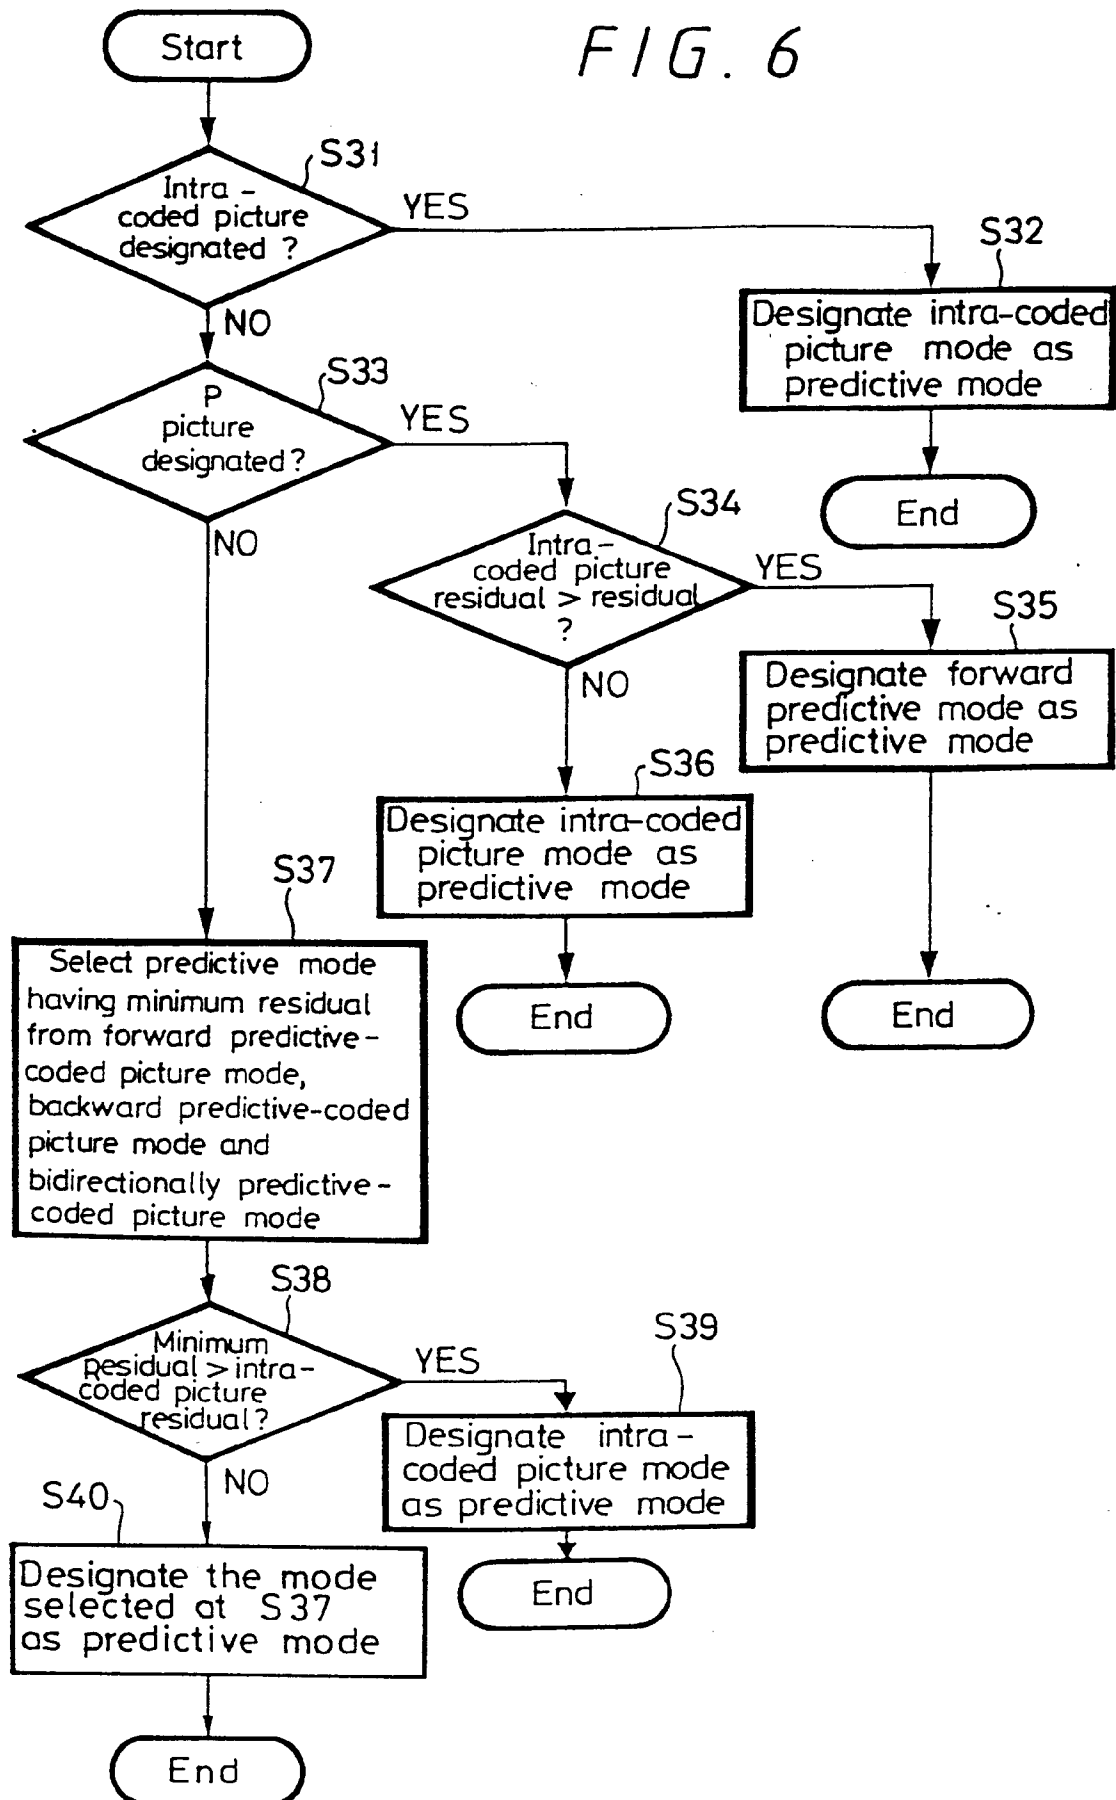 FIG. 6
Start
S31
Intra-
coded picture
designated ?
YES
NO
S32
Designate intra-coded
picture mode as
predictive mode
End
S33
P
picture
designated?
YES
NO
S34
Intra-
coded picture
residual > residual
?
YES
NO
S35
Designate forward
predictive mode as
predictive mode
End
S36
Designate intra-coded
picture mode as
predictive mode
End
S37
Select predictive mode
having minimum residual
from forward predictive-
coded picture mode,
backward predictive-coded
picture mode and
bidirectionally predictive-
coded picture mode
S38
Minimum
Residual > intra-
coded picture
residual?
YES
NO
S39
Designate intra-
coded picture mode
as predictive mode
End
S40
Designate the mode
selected at S37
as predictive mode
End